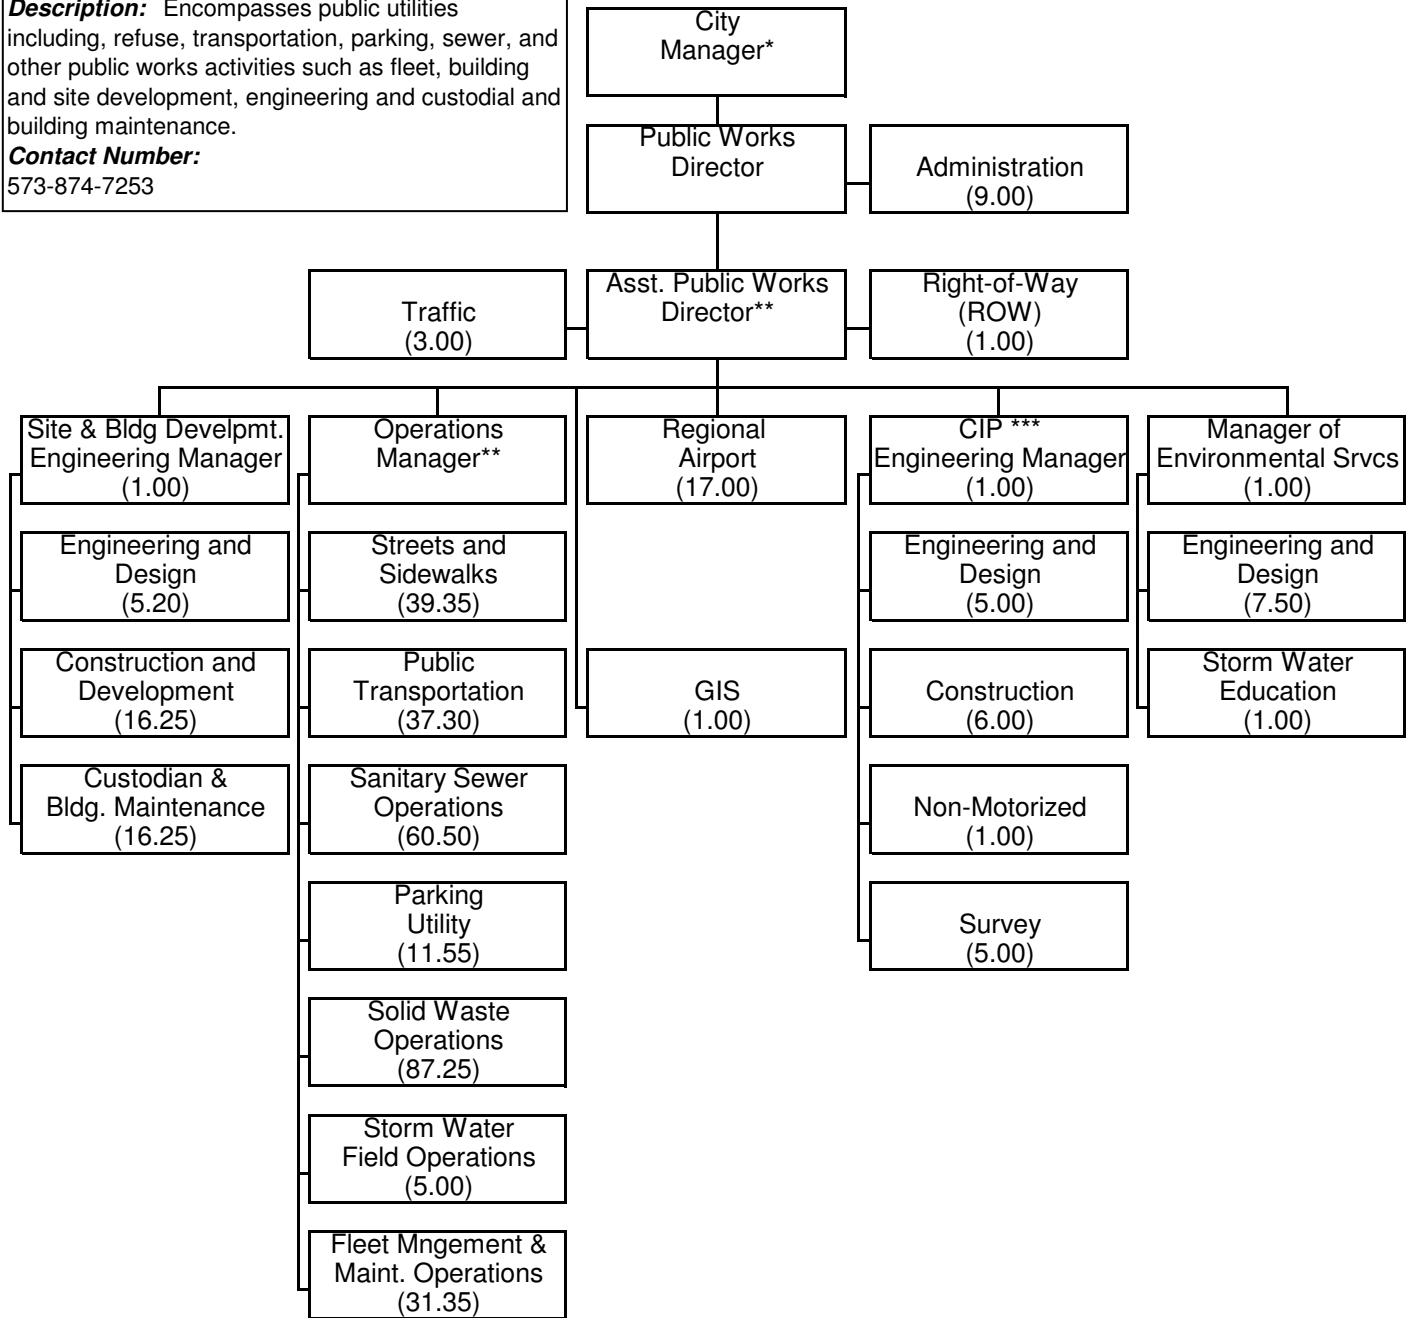 Description: Encompasses public utilities
including, refuse, transportation, parking, sewer, and
other public works activities such as fleet, building
and site development, engineering and custodial and
building maintenance.
Contact Number:
573-874-7253
City
Manager*
Public Works
Director
Administration
(9.00)
Traffic
(3.00)
Asst. Public Works
Director**
Right-of-Way
(ROW)
(1.00)
Site & Bldg Develpmt.
Engineering Manager
(1.00)
Operations
Manager**
Regional
Airport
(17.00)
CIP ***
Engineering Manager
(1.00)
Manager of
Environmental Srvcs
(1.00)
Engineering and
Design
(5.20)
Streets and
Sidewalks
(39.35)
Engineering and
Design
(5.00)
Engineering and
Design
(7.50)
Construction and
Development
(16.25)
Public
Transportation
(37.30)
GIS
(1.00)
Construction
(6.00)
Storm Water
Education
(1.00)
Custodian &
Bldg. Maintenance
(16.25)
Sanitary Sewer
Operations
(60.50)
Non-Motorized
(1.00)
Parking
Utility
(11.55)
Survey
(5.00)
Solid Waste
Operations
(87.25)
Storm Water
Field Operations
(5.00)
Fleet Mngement &
Maint. Operations
(31.35)